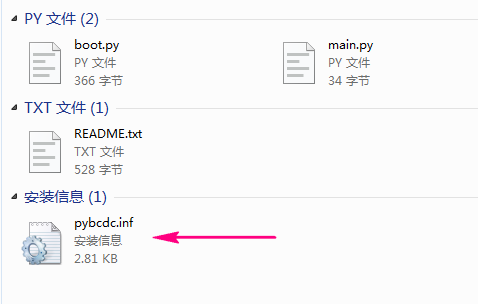 PY 文件 (2)
boot.py
PY 文件
366 字节
main.py
PY 文件
34 字节
TXT 文件 (1)
README.txt
TXT 文件
528 字节
安装信息 (1)
pybcdc.inf
安装信息
2.81 KB